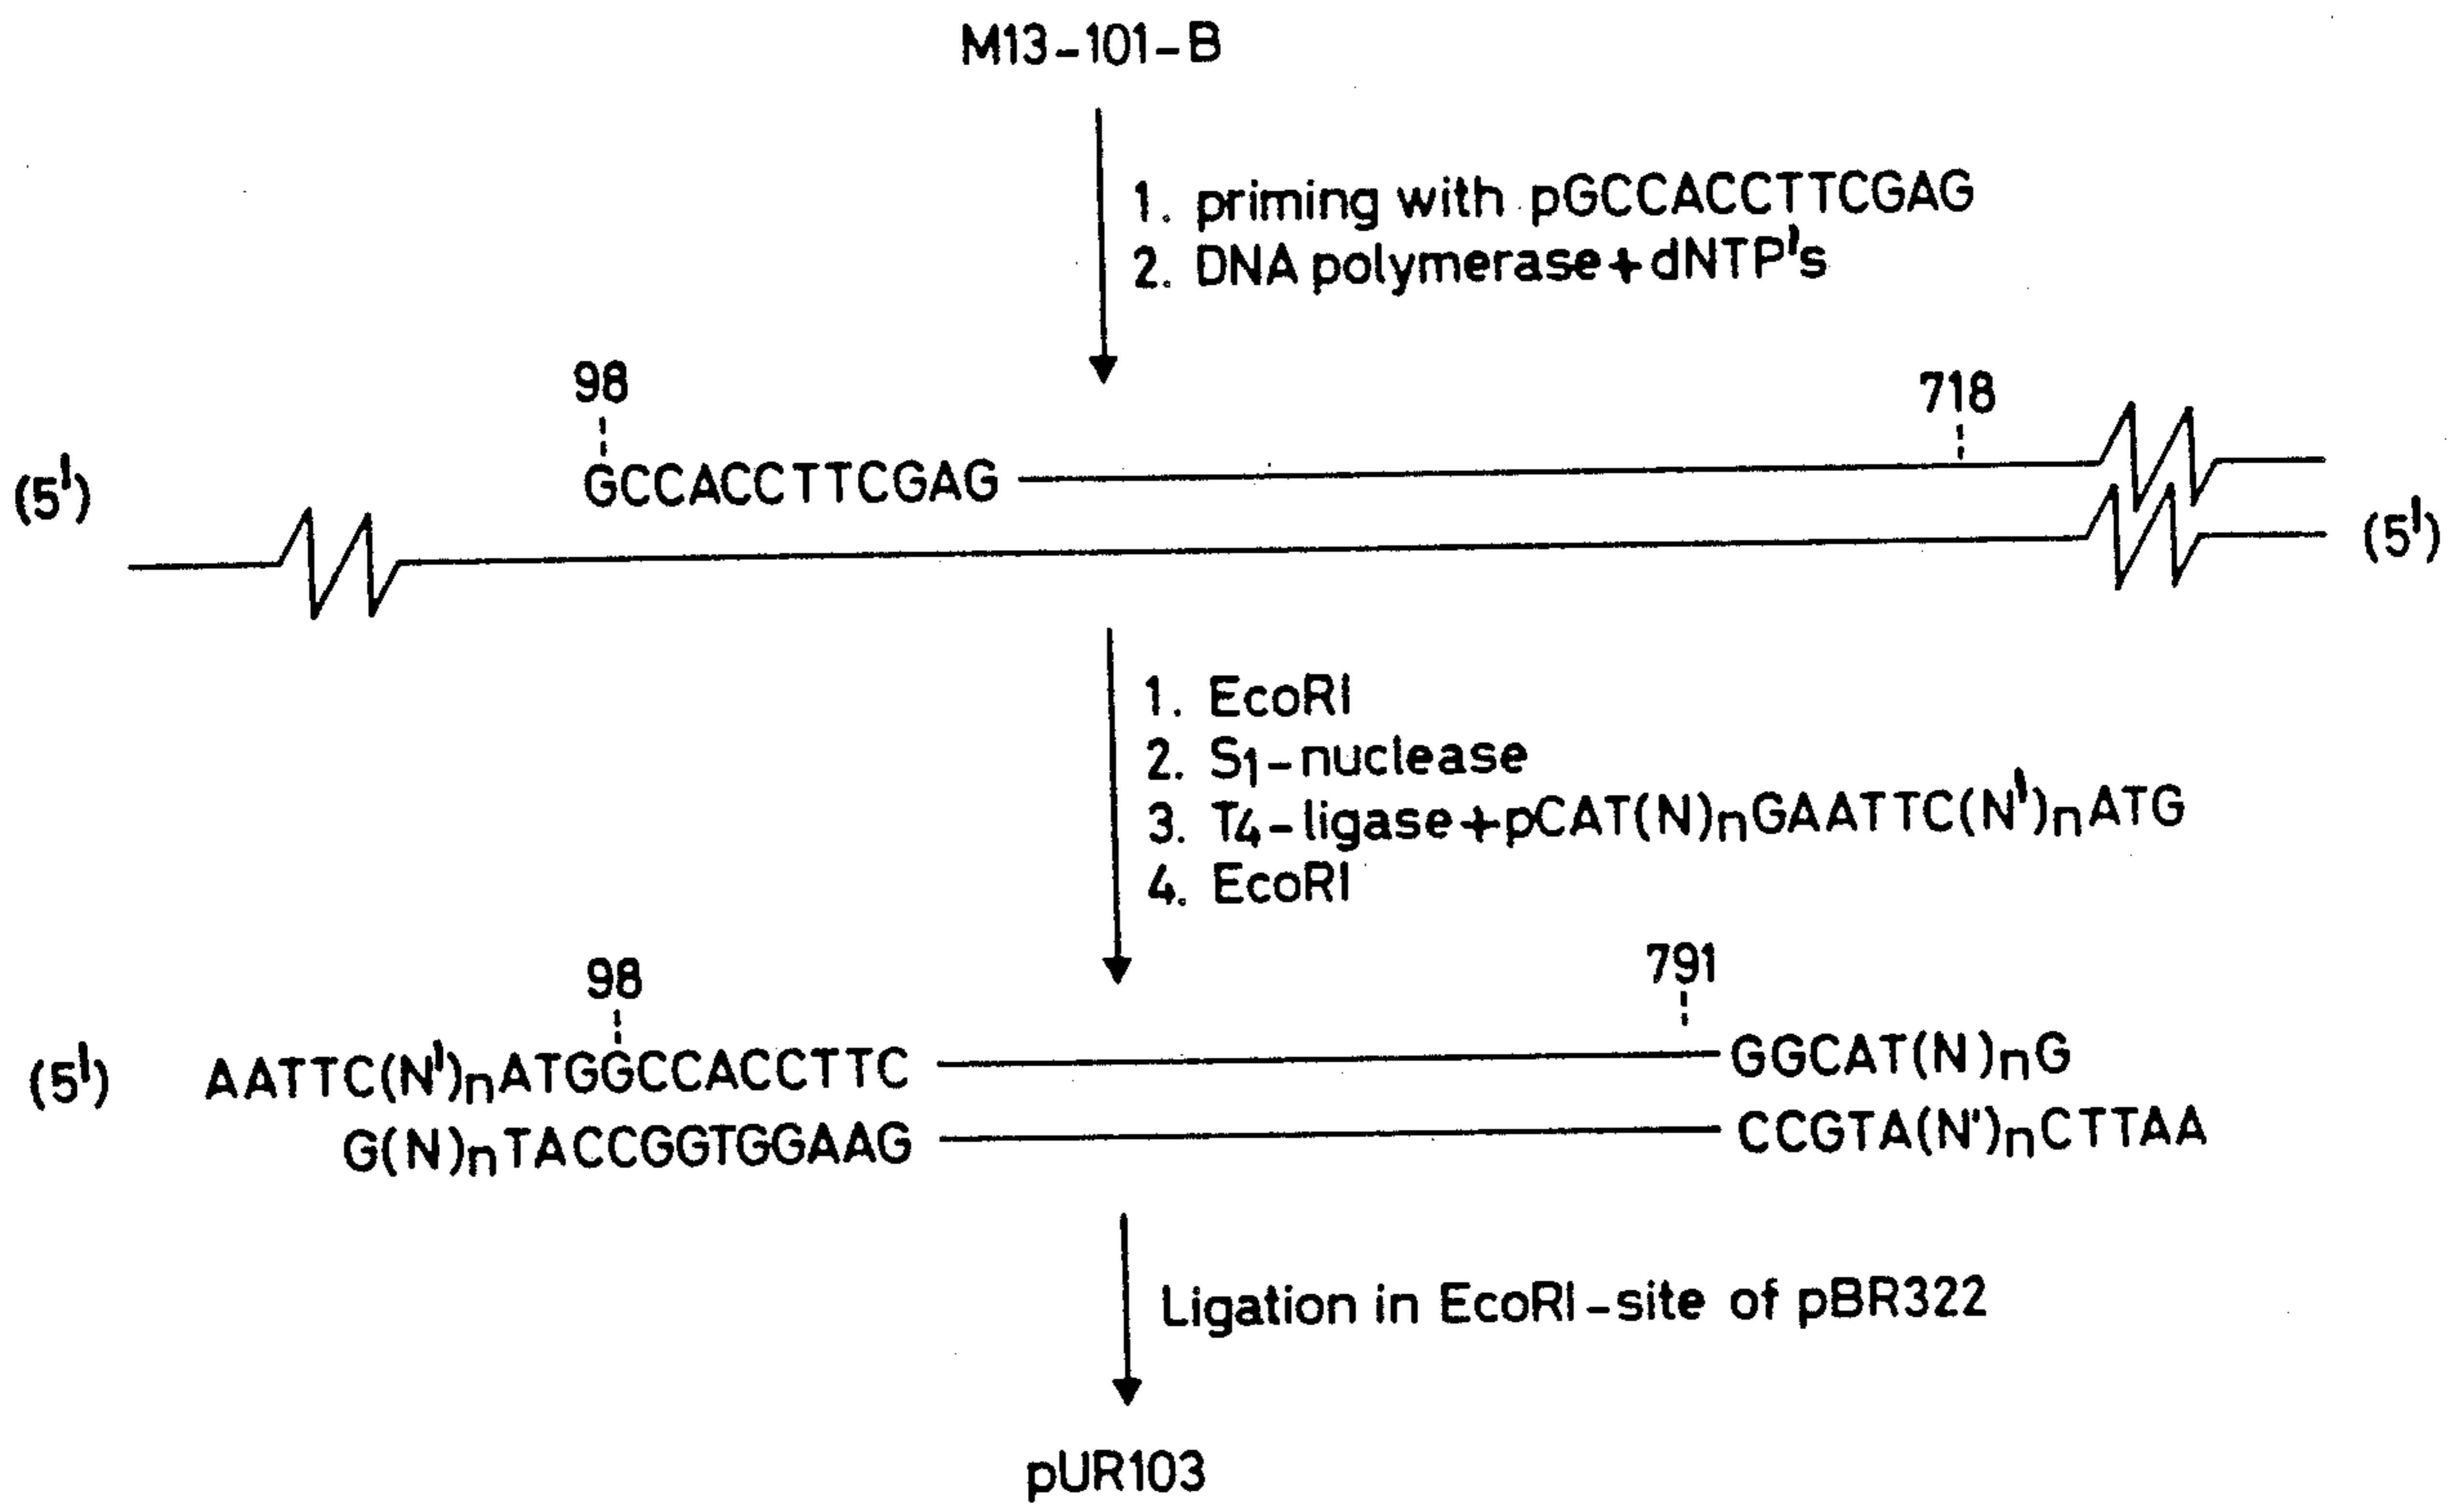 M13-101-B
1. priming with pGCCACCTTCGAG
2. DNA polymerase+dNTP's
98
718
(5')
GCCACCTTCGAG
(5')
1. EcoRI
2. S1-nuclease
3. T4-ligase+pCAT(N)nGAATTC(N')nATG
4. EcoRI
98
791
(5') AATTC(N')nATGGCCACCTTC GGCAT(N)nG
G(N)nTACCGGTGGAAG CCGTA(N')nCTTAA
Ligation in EcoRI-site of pBR322
pUR103